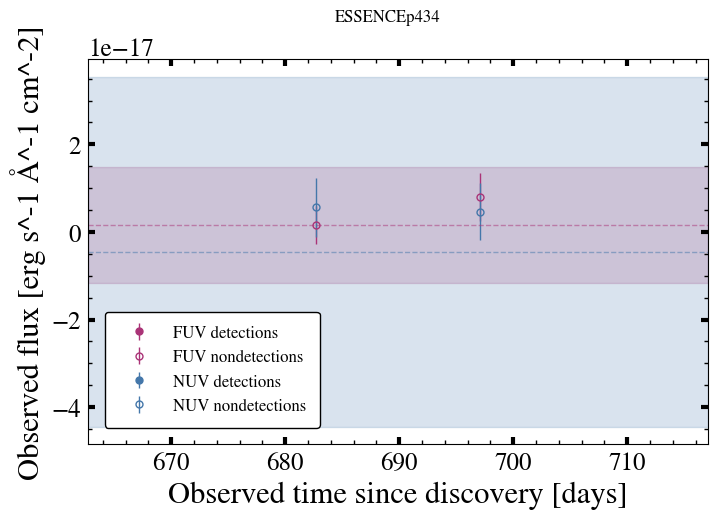 ESSENCEp434
1e−17
Observed flux [erg s^-1 Å^-1 cm^-2]
2
0
−2
−4
FUV detections
FUV nondetections
NUV detections
NUV nondetections
670 680 690 700 710
Observed time since discovery [days]